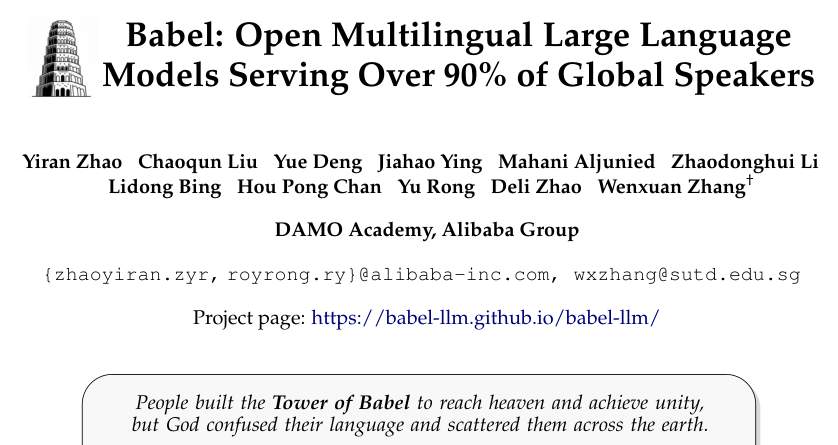 Babel: Open Multilingual Large Language
Models Serving Over 90% of Global Speakers
Yiran Zhao Chaoqun Liu Yue Deng Jiahao Ying Mahani Aljunied Zhaodonghui Li
Lidong Bing Hou Pong Chan Yu Rong Deli Zhao Wenxuan Zhang†
DAMO Academy, Alibaba Group
{zhaoyiran.zyr, royrong.ry}@alibaba-inc.com, wxzhang@sutd.edu.sg
Project page: https://babel-llm.github.io/babel-llm/
People built the Tower of Babel to reach heaven and achieve unity,
but God confused their language and scattered them across the earth.